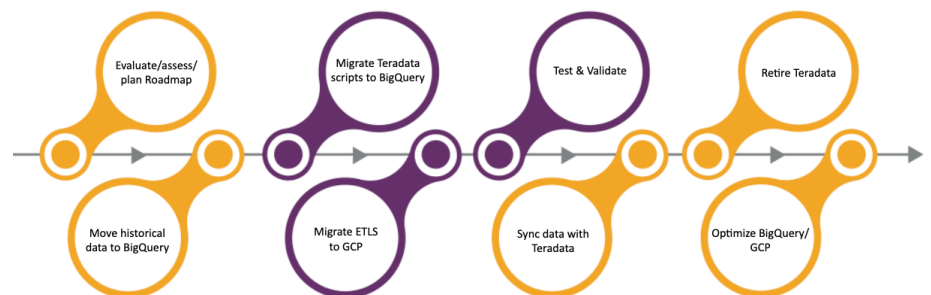 Evaluate/assess/
plan Roadmap
Move historical
data to BigQuery
Migrate Teradata
scripts to BigQuery
Migrate ETLS
to GCP
Test & Validate
Sync data with
Teradata
Retire Teradata
Optimize BigQuery/
GCP